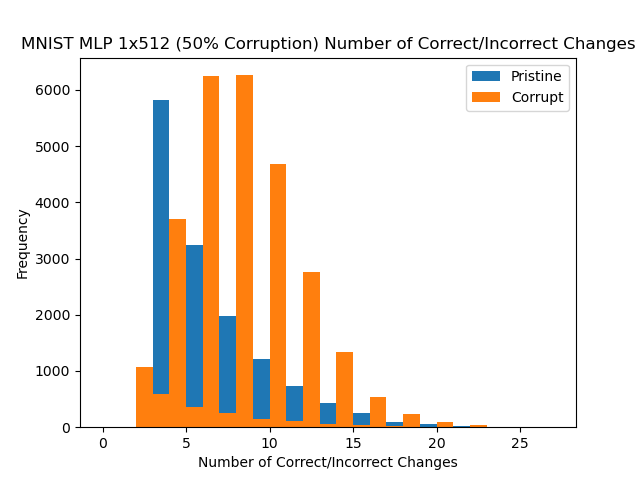 MNIST MLP 1x512 (50% Corruption) Number of Correct/Incorrect Changes
Pristine
Corrupt
6000
5000
4000
3000
2000
1000
0
Frequency
0 5 10 15 20 25
Number of Correct/Incorrect Changes